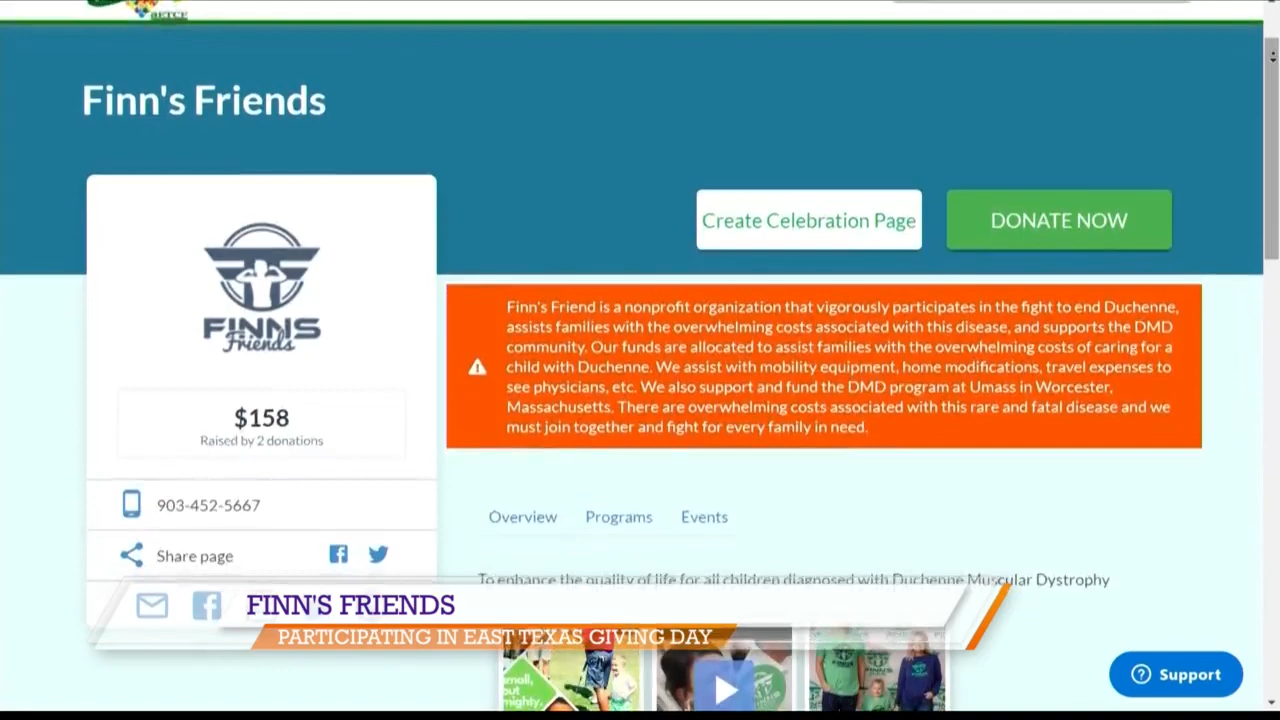 @ETCF
Finn's Friends
Create Celebration Page
DONATE NOW
FINNS
Friends
$158
Raised by 2 donations
903-452-5667
Share page
Finn's Friend is a nonprofit organization that vigorously participates in the fight to end Duchenne,
assists families with the overwhelming costs associated with this disease, and supports the DMD
community. Our funds are allocated to assist families with the overwhelming costs of caring for a
child with Duchenne. We assist with mobility equipment, home modifications, travel expenses to
see physicians, etc. We also support and fund the DMD program at Umass in Worcester,
Massachusetts. There are overwhelming costs associated with this rare and fatal disease and we
must join together and fight for every family in need.
Overview Programs Events
To enhance the quality of life for all children diagnosed with Duchenne Muscular Dystrophy
FINN'S FRIENDS
PARTICIPATING IN EAST TEXAS GIVING DAY
small,
but
mighty.
Support